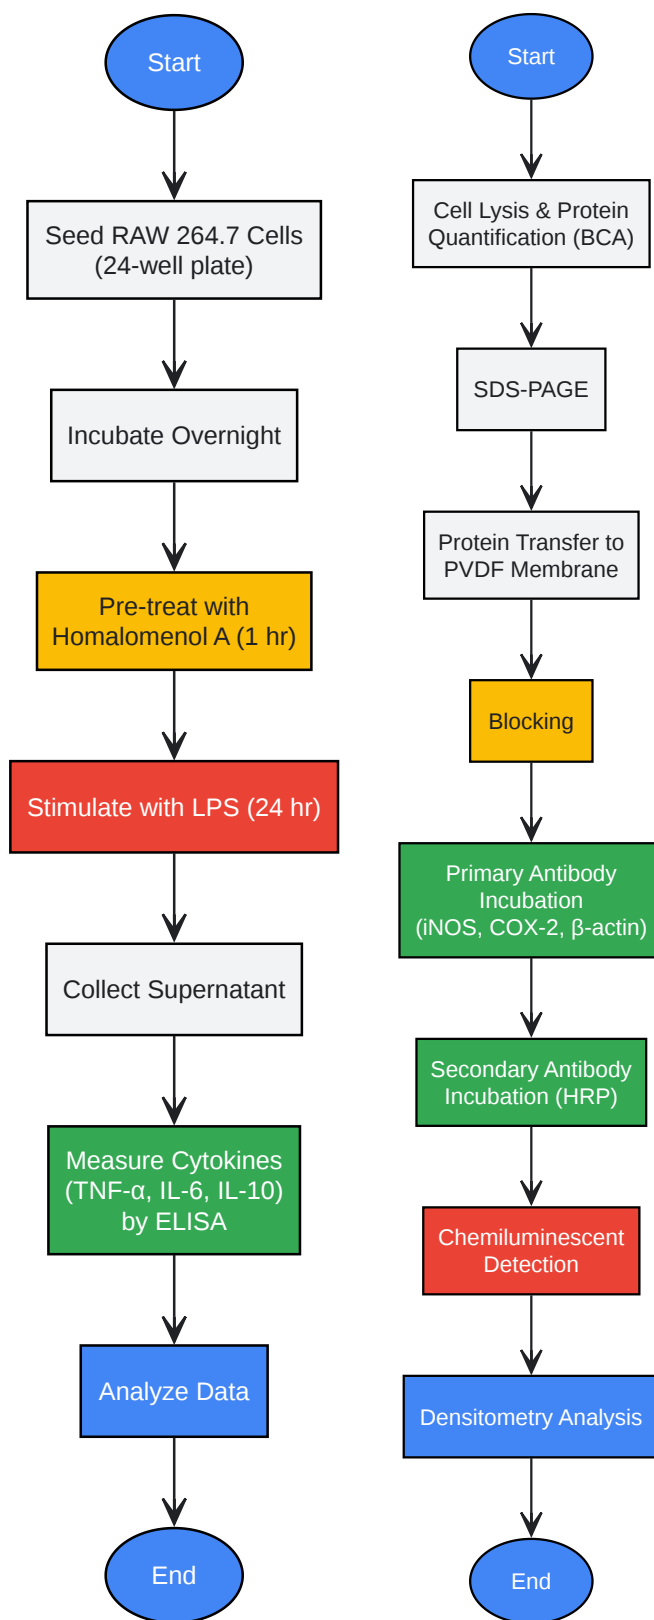 Start
Seed RAW 264.7 Cells
(24-well plate)
Incubate Overnight
Pre-treat with
Homalomenol A (1 hr)
Stimulate with LPS (24 hr)
Collect Supernatant
Measure Cytokines
(TNF-α, IL-6, IL-10)
by ELISA
Analyze Data
End
Start
Cell Lysis & Protein
Quantification (BCA)
SDS-PAGE
Protein Transfer to
PVDF Membrane
Blocking
Primary Antibody
Incubation
(iNOS, COX-2, β-actin)
Secondary Antibody
Incubation (HRP)
Chemiluminescent
Detection
Densitometry Analysis
End